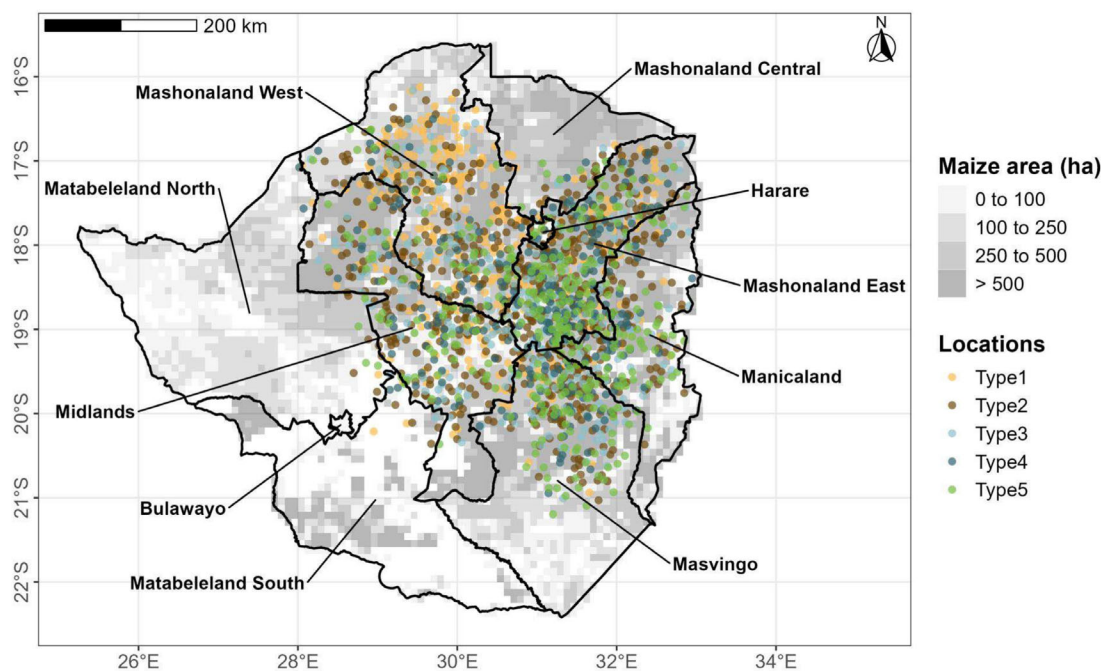 200 km
N
16°S
17°S
18°S
19°S
20°S
21°S
22°S
26°E
28°E
30°E
32°E
34°E
Mashonaland Central
Mashonaland West
Matabeleland North
Harare
Mashonaland East
Manicaland
Midlands
Bulawayo
Masvingo
Matabeleland South
Maize area (ha)
0 to 100
100 to 250
250 to 500
> 500
Locations
Type1
Type2
Type3
Type4
Type5